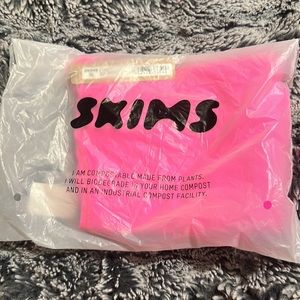 SKIMS
I AM COMPOSTABLE MADE FROM PLANTS.
I WILL BIODEGRADE IN YOUR HOME COMPOST
AND IN AN INDUSTRIAL COMPOST FACILITY.